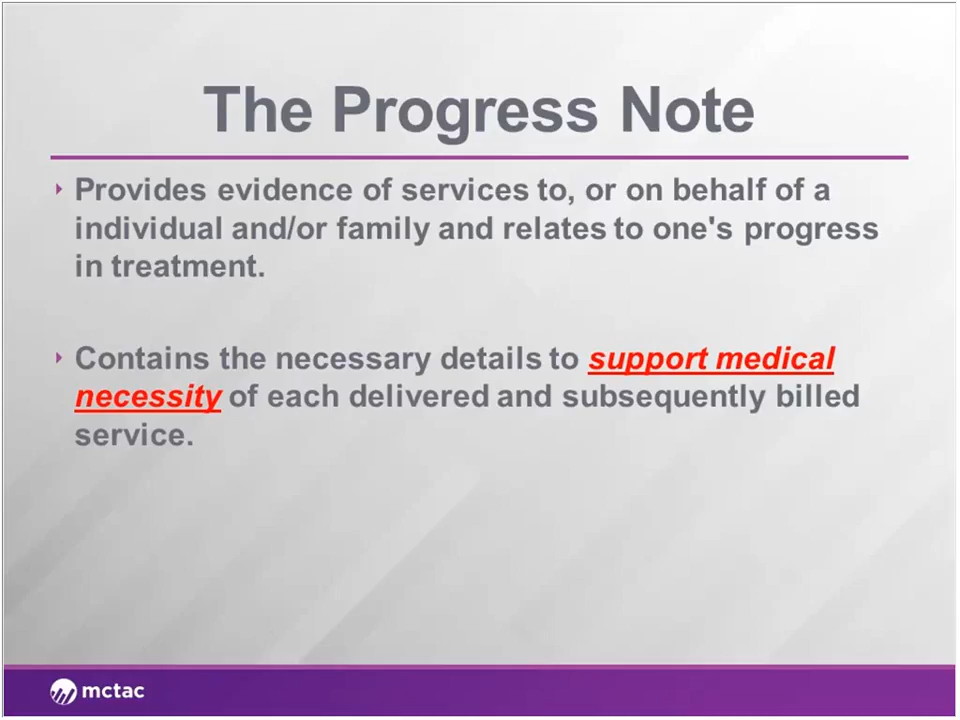 The Progress Note
Provides evidence of services to, or on behalf of a
individual and/or family and relates to one's progress
in treatment.
Contains the necessary details to support medical
necessity of each delivered and subsequently billed
service.
mctac